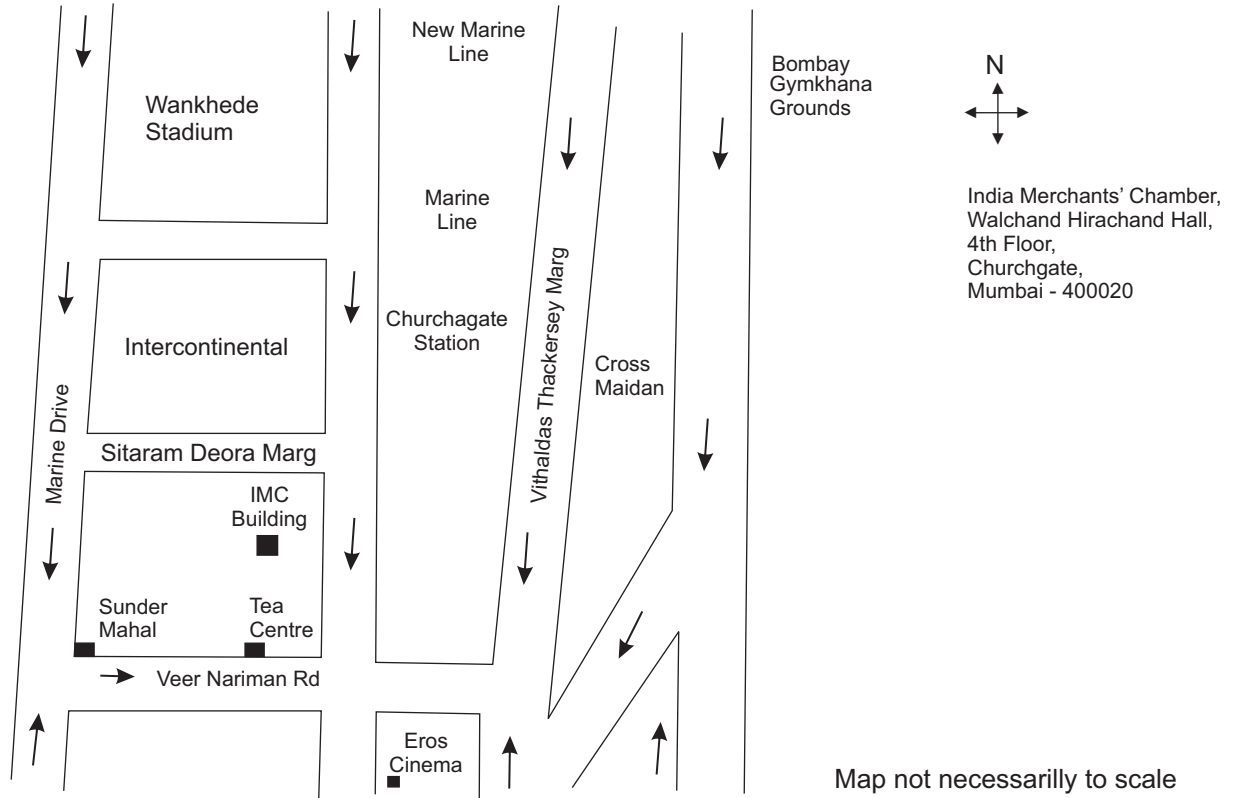 New Marine
Line
Bombay
Gymkhana
Grounds
N
Wankhede
Stadium
India Merchants' Chamber,
Walchand Hirachand Hall,
4th Floor,
Churchgate,
Mumbai - 400020
Marine
Line
Vithaldas Thackersey Marg
Churchagate
Station
Intercontinental
Cross
Maidan
Marine Drive
Sitaram Deora Marg
IMC
Building
Sunder
Mahal
Tea
Centre
Veer Nariman Rd
Eros
Cinema
Map not necessarilly to scale